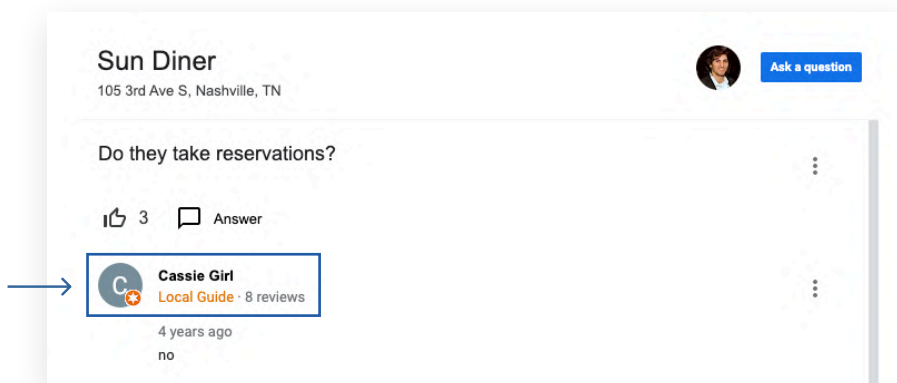 Sun Diner
105 3rd Ave S, Nashville, TN
Ask a question
Do they take reservations?
3
Answer
C
Cassie Girl
Local Guide · 8 reviews
4 years ago
no